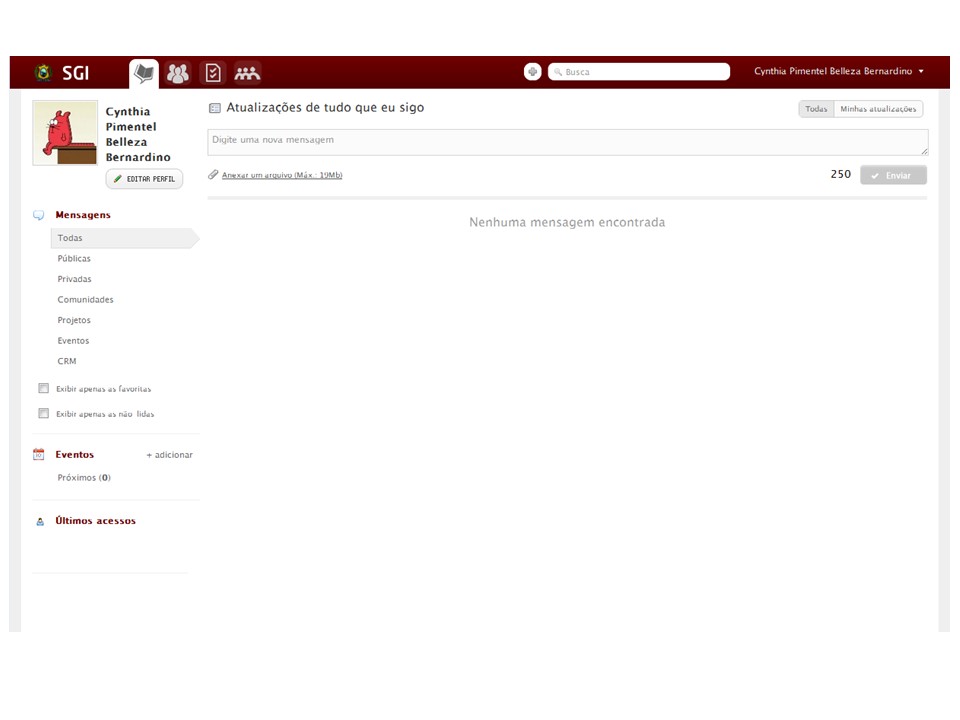 SGI
Busca
Cynthia Pimentel Belleza Bernardino
Cynthia
Pimentel
Belleza
Bernardino
EDITAR PERFIL
Atualizações de tudo que eu sigo
Todas
Minhas atualizações
Digite uma nova mensagem
Anexar um arquivo (Máx.: 19Mb)
250
Enviar
Nenhuma mensagem encontrada
Mensagens
Todas
Públicas
Privadas
Comunidades
Projetos
Eventos
CRM
Exibir apenas as favoritas
Exibir apenas as não lidas
Eventos
+ adicionar
Próximos (0)
Últimos acessos